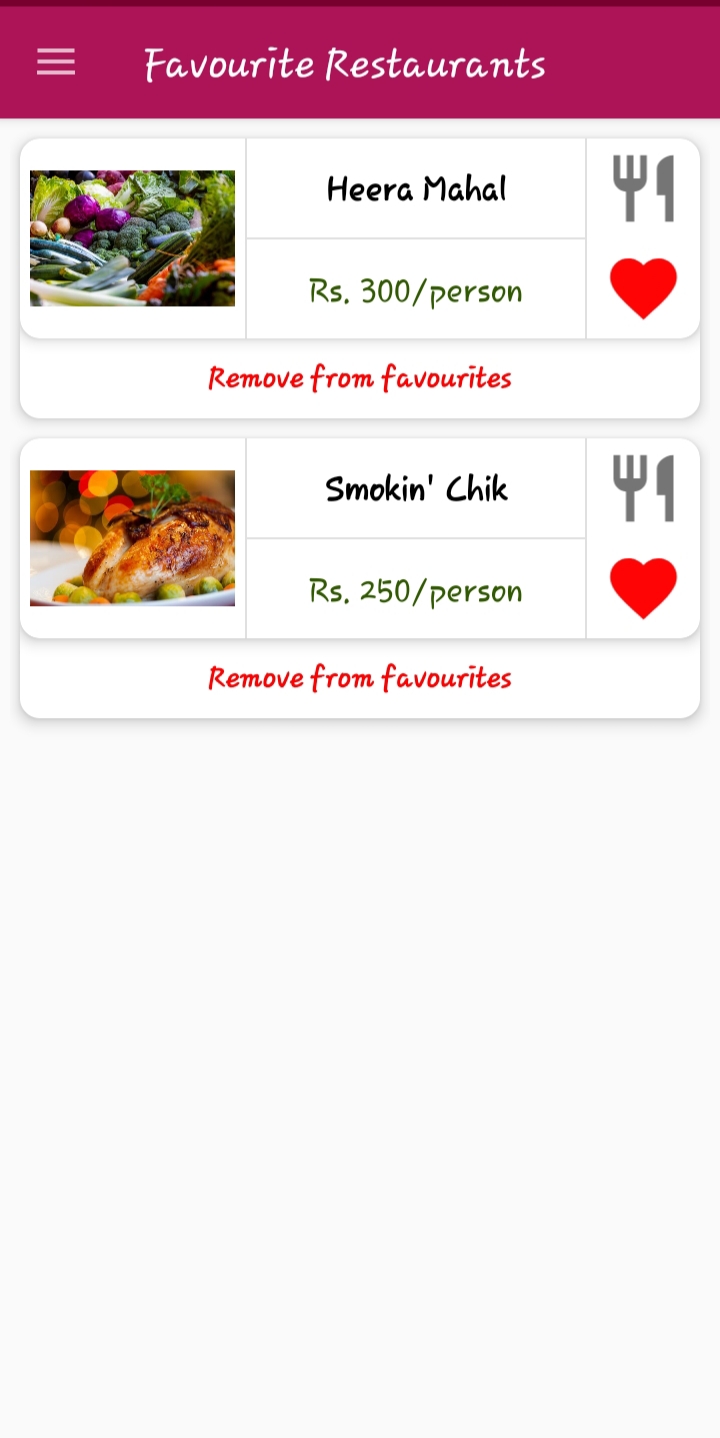 Favourite Restaurants
Heera Mahal
Rs. 300/person
Remove from favourites
Smokin' Chik
Rs. 250/person
Remove from favourites